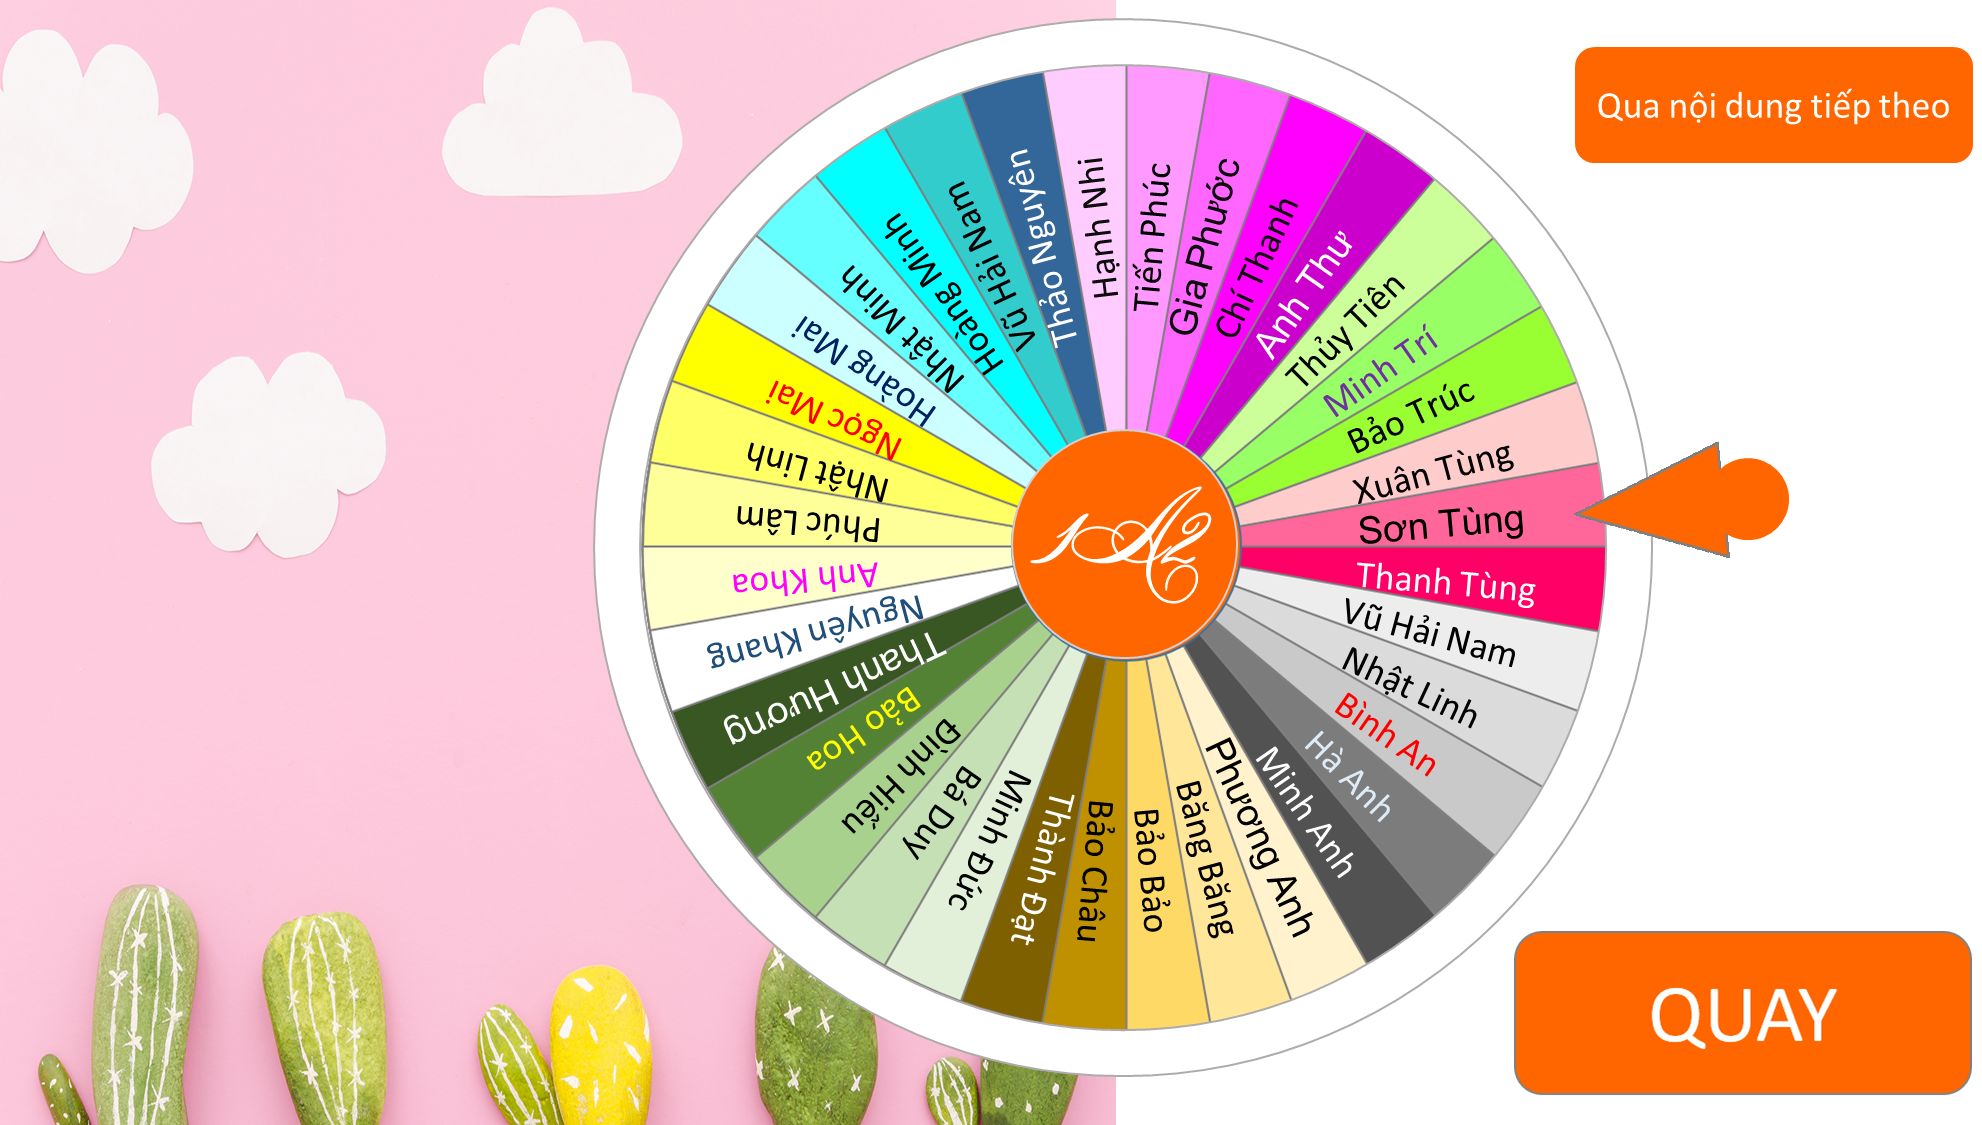 Qua nội dung tiếp theo
Hạnh Nhi
Tiến Phúc
Gia Phước
Chí Thanh
Anh Thư
Thủy Tiên
Minh Trí
Bảo Trúc
Xuân Tùng
Sơn Tùng
Thanh Tùng
Vũ Hải Nam
Nhật Linh
Bình An
Hà Anh
Minh Anh
Phương Anh
Băng Băng
Bảo Bảo
Bảo Châu
Thành Đạt
Minh Đức
Bá Duy
Đình Hiếu
Bảo Hoa
Thanh Hương
Nguyên Khang
Anh Khoa
Phúc Lâm
Nhật Linh
Ngọc Mai
Hoàng Mai
Nhật Minh
Hoàng Minh
Vũ Hải Nam
Thảo Nguyên
1A2
QUAY